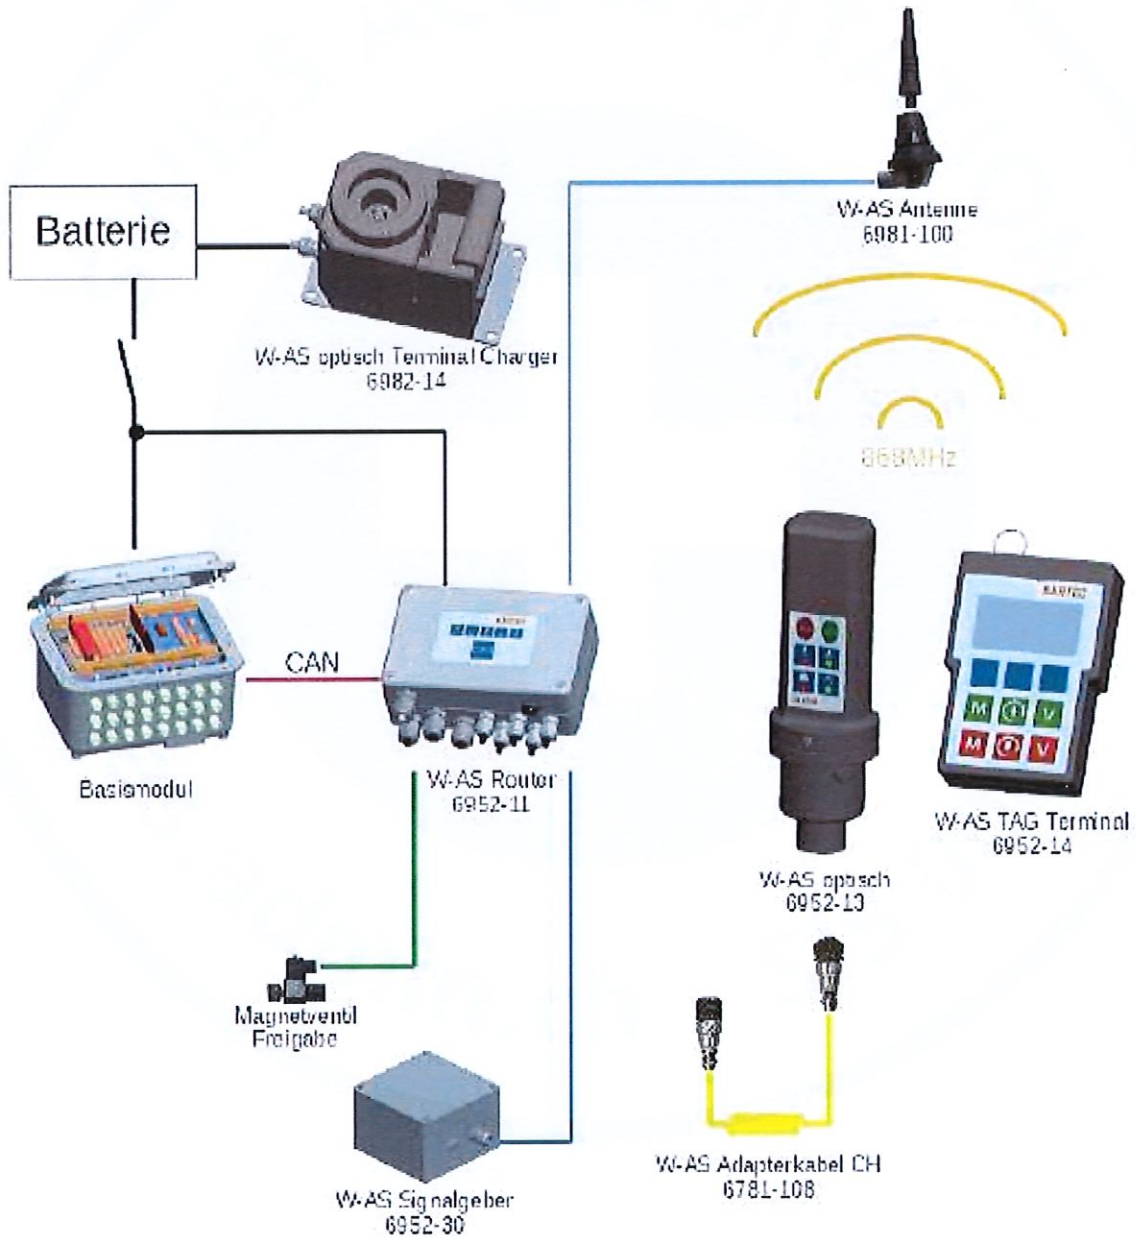 W-AS Antenne
6981-100
Batterie
W-AS optisch Terminal Charger
6982-14
868MHz
BARTEC
CAN
M V
M V
Basismodul
W-AS Router
6952-11
W-AS TAG Terminal
6952-14
W-AS optisch
6952-13
Magnetventil
Freigabe
W-AS Adapterkabel CH
6781-108
W-AS Signalgeber
6952-30